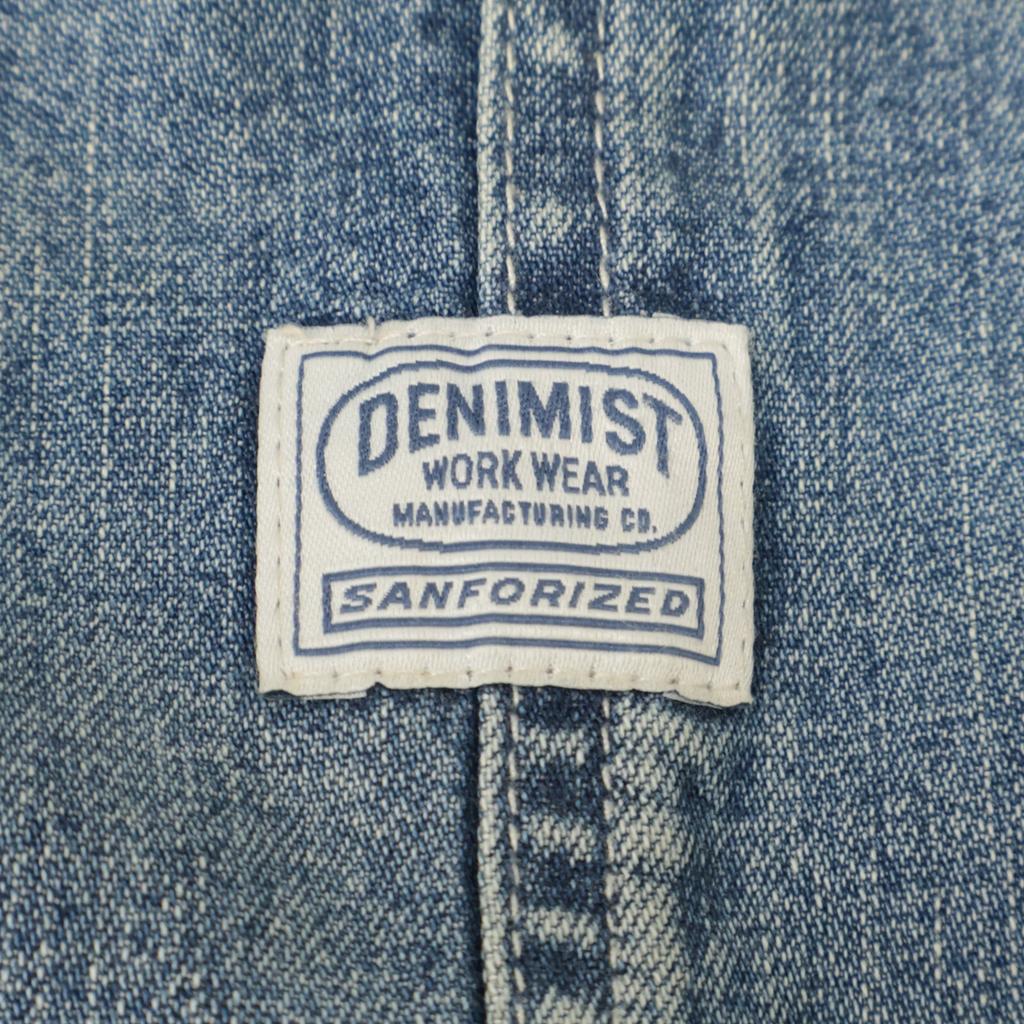 DENIMIST
WORK WEAR
MANUFACTURING CO.
SANFORIZED